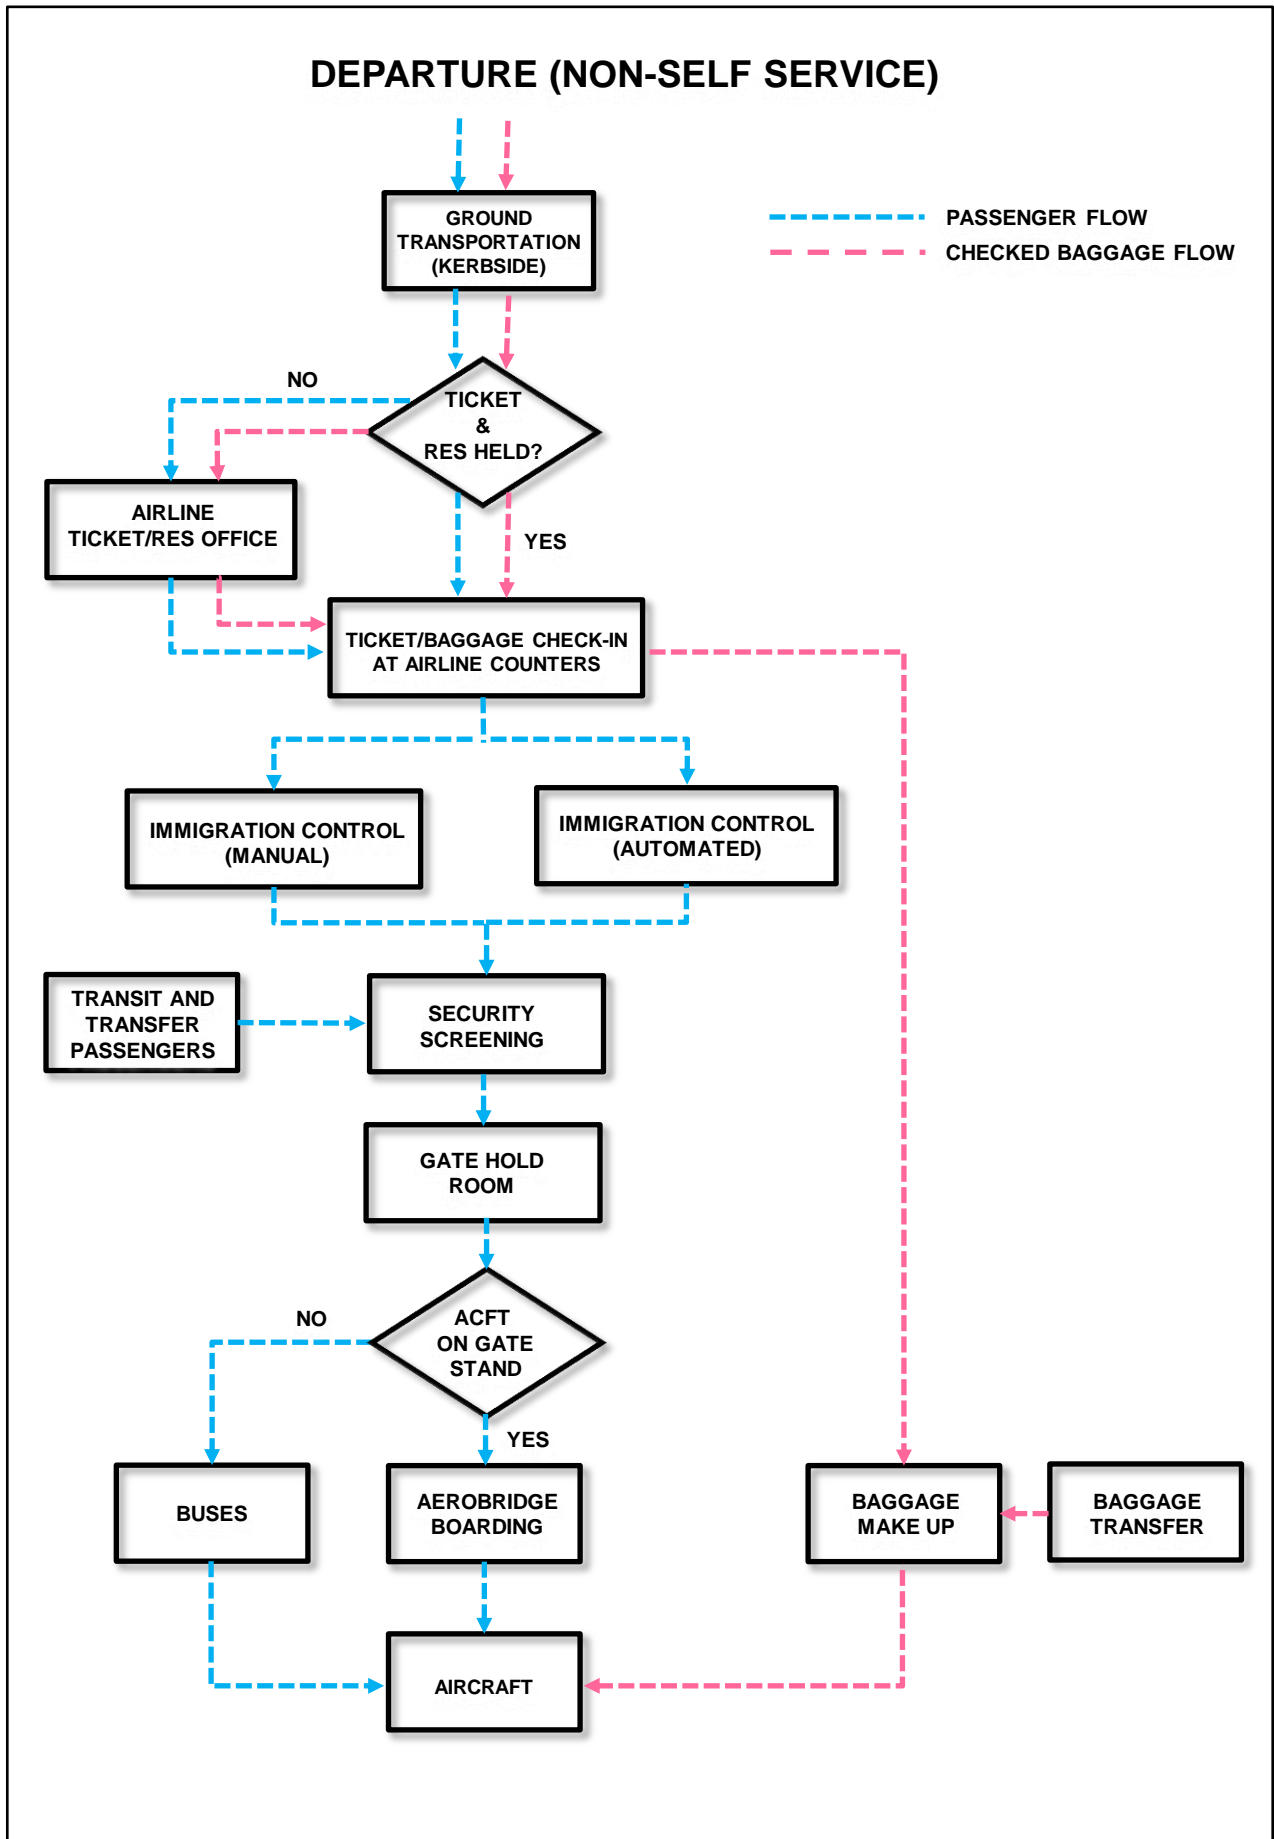 DEPARTURE (NON-SELF SERVICE)
GROUND
TRANSPORTATION
(KERBSIDE)
PASSENGER FLOW
CHECKED BAGGAGE FLOW
NO
TICKET
&
RES HELD?
AIRLINE
TICKET/RES OFFICE
YES
TICKET/BAGGAGE CHECK-IN
AT AIRLINE COUNTERS
IMMIGRATION CONTROL
(MANUAL)
IMMIGRATION CONTROL
(AUTOMATED)
TRANSIT AND
TRANSFER
PASSENGERS
SECURITY
SCREENING
GATE HOLD
ROOM
NO
ACFT
ON GATE
STAND
YES
BUSES
AEROBRIDGE
BOARDING
BAGGAGE
MAKE UP
BAGGAGE
TRANSFER
AIRCRAFT